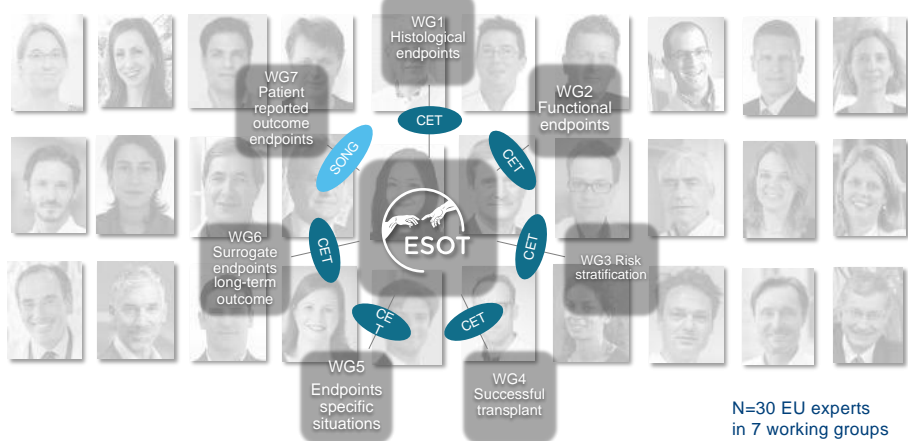 WG1
Histological
endpoints
CET
WG2
Functional
endpoints
CET
WG3 Risk
stratification
CET
WG4
Successful
transplant
CET
WG5
Endpoints
specific
situations
CET
WG6
Surrogate
endpoints
long-term
outcome
CET
WG7
Patient
reported
outcome
endpoints
SONG
ESOT
N=30 EU experts
in 7 working groups